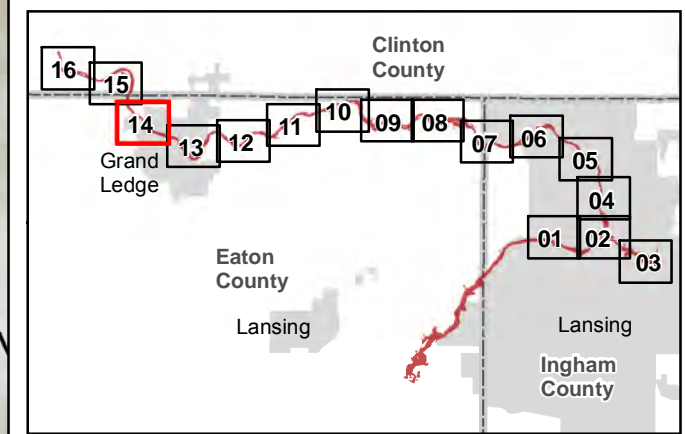 Clinton
County
16
15
14
13
12
11
10
09
08
07
06
05
04
01
02
03
Grand
Ledge
Eaton
County
Lansing
Lansing
Ingham
County